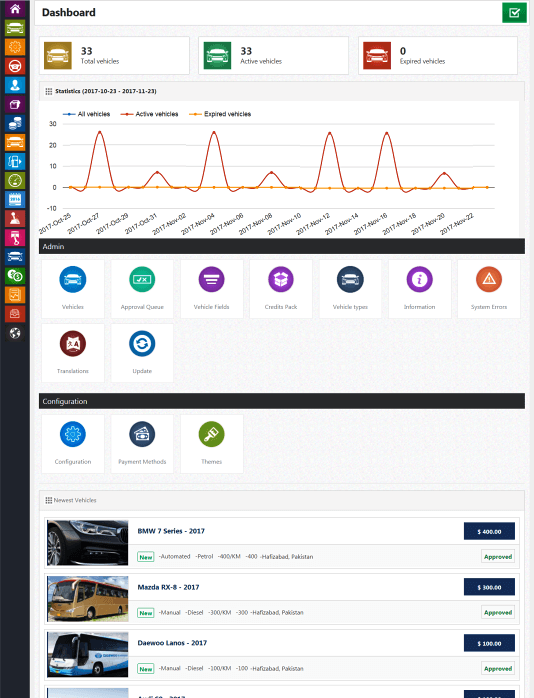 Dashboard
33
Total vehicles
33
Active vehicles
0
Expired vehicles
Statistics (2017-10-23 - 2017-11-23)
All vehicles Active vehicles Expired vehicles
30
20
10
0
-10
2017-Oct-25 2017-Oct-27 2017-Oct-29 2017-Oct-31 2017-Nov-02 2017-Nov-04 2017-Nov-06 2017-Nov-08 2017-Nov-10 2017-Nov-12 2017-Nov-14 2017-Nov-16 2017-Nov-18 2017-Nov-20 2017-Nov-22
Admin
Vehicles Approval Queue Vehicle Fields Credits Pack Vehicle types Information System Errors
Translations Update
Configuration
Configuration Payment Methods Themes
Newest Vehicles
BMW 7 Series - 2017
$ 400.00
New -Automated -Petrol -400/KM -400 -Hafizabad, Pakistan
Approved
Mazda RX-8 - 2017
$ 300.00
New -Manual -Diesel -300/KM -300 -Hafizabad, Pakistan
Approved
Daewoo Lanos - 2017
$ 100.00
New -Manual -Diesel -100/KM -100 -Hafizabad, Pakistan
Approved